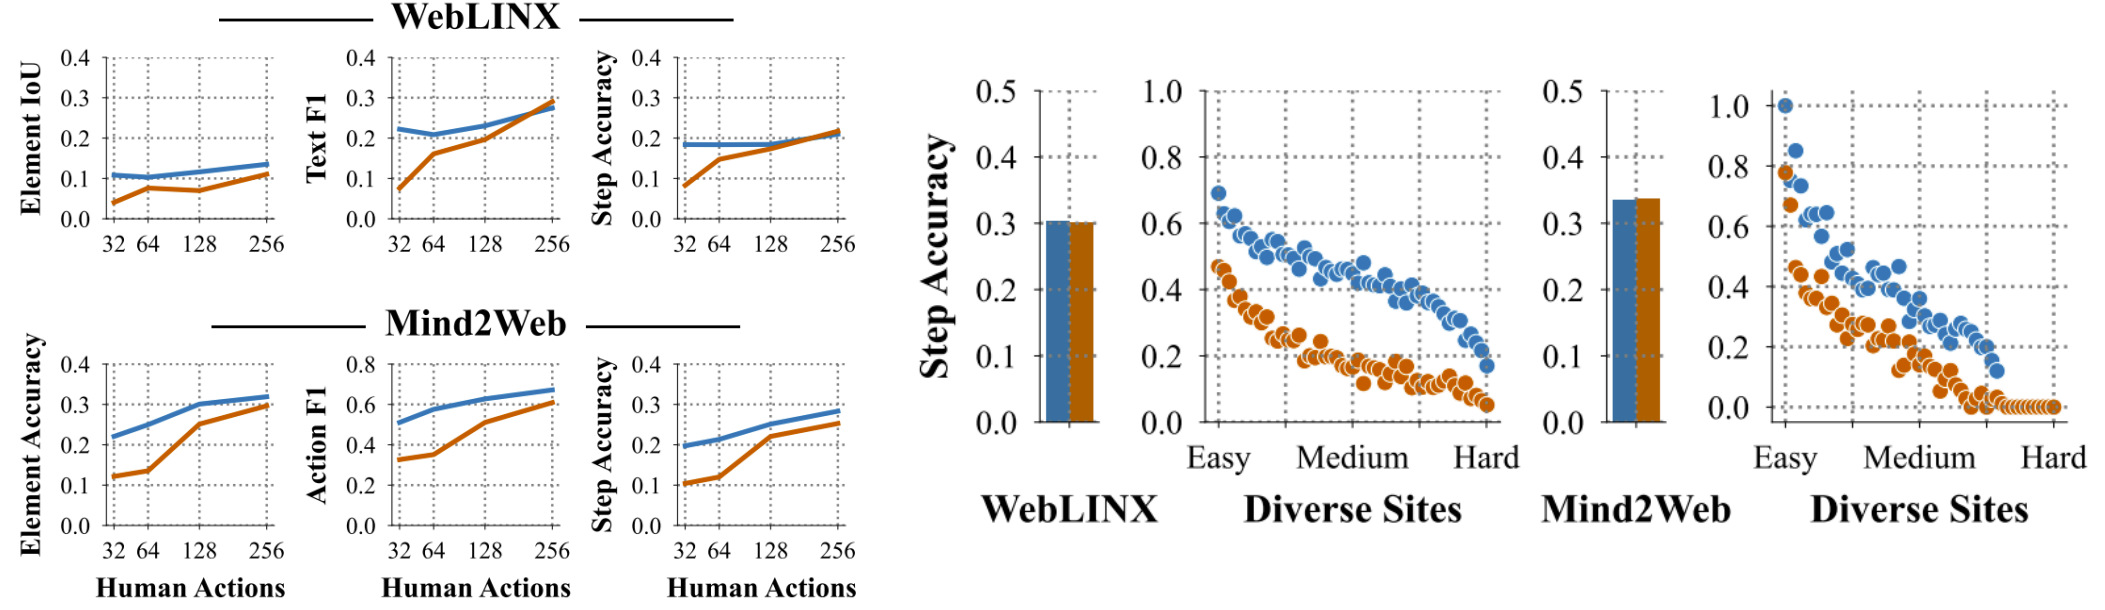 WebLINX
Element IoU
0.4
0.3
0.2
0.1
0.0
32 64 128 256
Text F1
0.4
0.3
0.2
0.1
0.0
32 64 128 256
Step Accuracy
0.4
0.3
0.2
0.1
0.0
32 64 128 256
Mind2Web
Element Accuracy
0.4
0.3
0.2
0.1
0.0
32 64 128 256
Human Actions
Action F1
0.8
0.6
0.4
0.2
0.0
32 64 128 256
Human Actions
Step Accuracy
0.4
0.3
0.2
0.1
0.0
32 64 128 256
Human Actions
Step Accuracy
0.5
0.4
0.3
0.2
0.1
0.0
WebLINX
1.0
0.8
0.6
0.4
0.2
0.0
Easy Medium Hard
Diverse Sites
0.5
0.4
0.3
0.2
0.1
0.0
Mind2Web
1.0
0.8
0.6
0.4
0.2
0.0
Easy Medium Hard
Diverse Sites